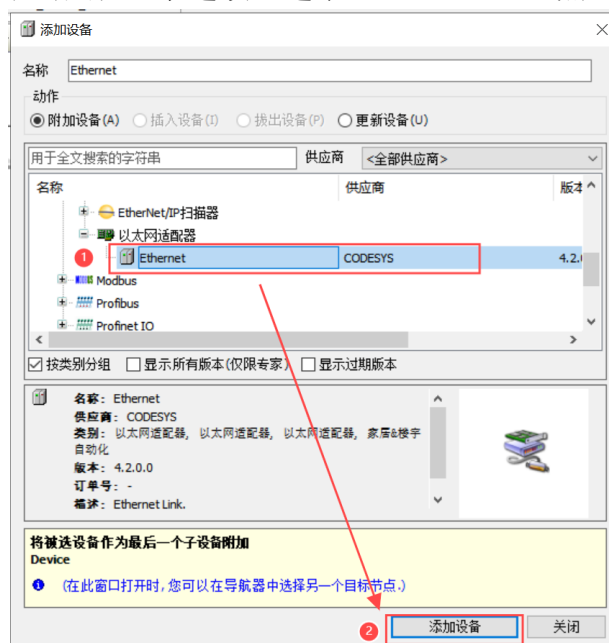 添加设备
名称 Ethernet
动作
附加设备(A) 插入设备(I) 拔出设备(P) 更新设备(U)
用于全文搜索的字符串 供应商 <全部供应商>
名称 供应商 版本
EtherNet/IP扫描器
以太网适配器
1 Ethernet CODESYS 4.2.
Modbus
Profibus
Profinet IO
按类别分组 显示所有版本(仅限专家) 显示过期版本
名称: Ethernet
供应商: CODESYS
类别: 以太网适配器, 以太网适配器, 以太网适配器, 家居&楼宇
自动化
版本: 4.2.0.0
订单号: -
描述: Ethernet Link.
将被选设备作为最后一个子设备附加
Device
(在此窗口打开时,您可以在导航器中选择另一个目标节点.)
2 添加设备 关闭